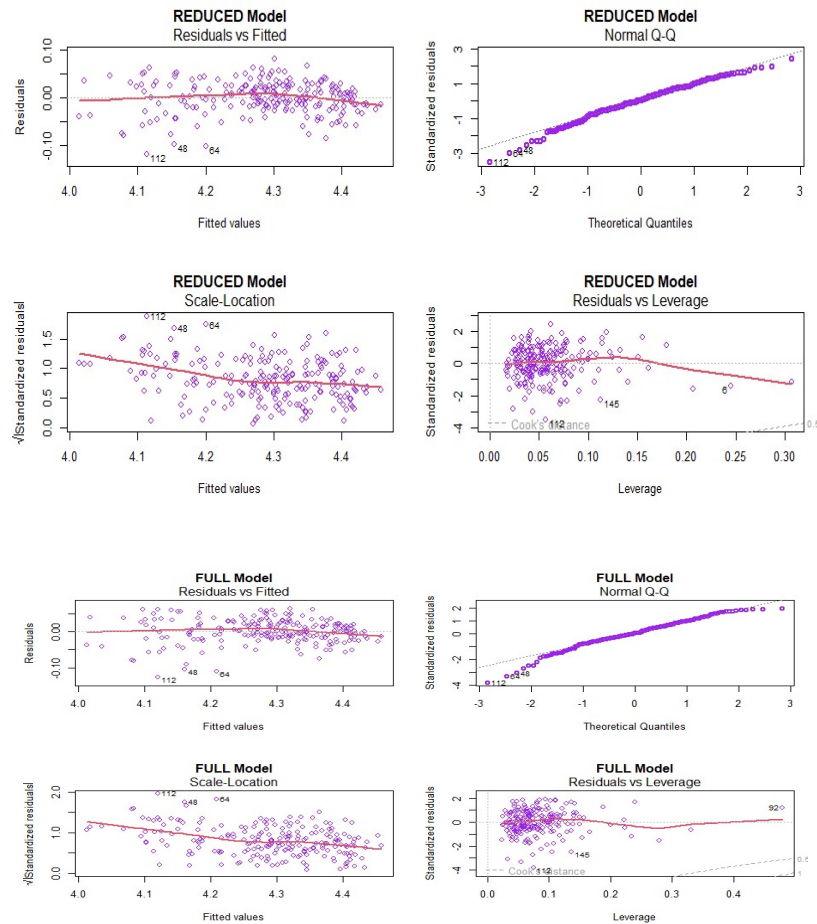 REDUCED Model
Residuals vs Fitted
Residuals
0.10
0.00
-0.10
112
48
64
4.0 4.1 4.2 4.3 4.4
Fitted values
REDUCED Model
Normal Q-Q
Standardized residuals
3
1
-1
-3
112
64
48
-3 -2 -1 0 1 2 3
Theoretical Quantiles
REDUCED Model
Scale-Location
√|Standardized residuals|
1.5
1.0
0.5
0.0
112
48
64
4.0 4.1 4.2 4.3 4.4
Fitted values
REDUCED Model
Residuals vs Leverage
Standardized residuals
2
0
-2
-4
145
6
112
Cook's distance
0.5
0.00 0.05 0.10 0.15 0.20 0.25 0.30
Leverage
FULL Model
Residuals vs Fitted
Residuals
0.00
-0.10
112
48
64
4.0 4.1 4.2 4.3 4.4
Fitted values
FULL Model
Normal Q-Q
Standardized residuals
2
0
-2
-4
112
64
48
-3 -2 -1 0 1 2 3
Theoretical Quantiles
FULL Model
Scale-Location
√|Standardized residuals|
2.0
1.0
0.0
112
48
64
4.0 4.1 4.2 4.3 4.4
Fitted values
FULL Model
Residuals vs Leverage
Standardized residuals
2
0
-2
-4
92
145
112
Cook's distance
0.5
1
0.0 0.1 0.2 0.3 0.4
Leverage